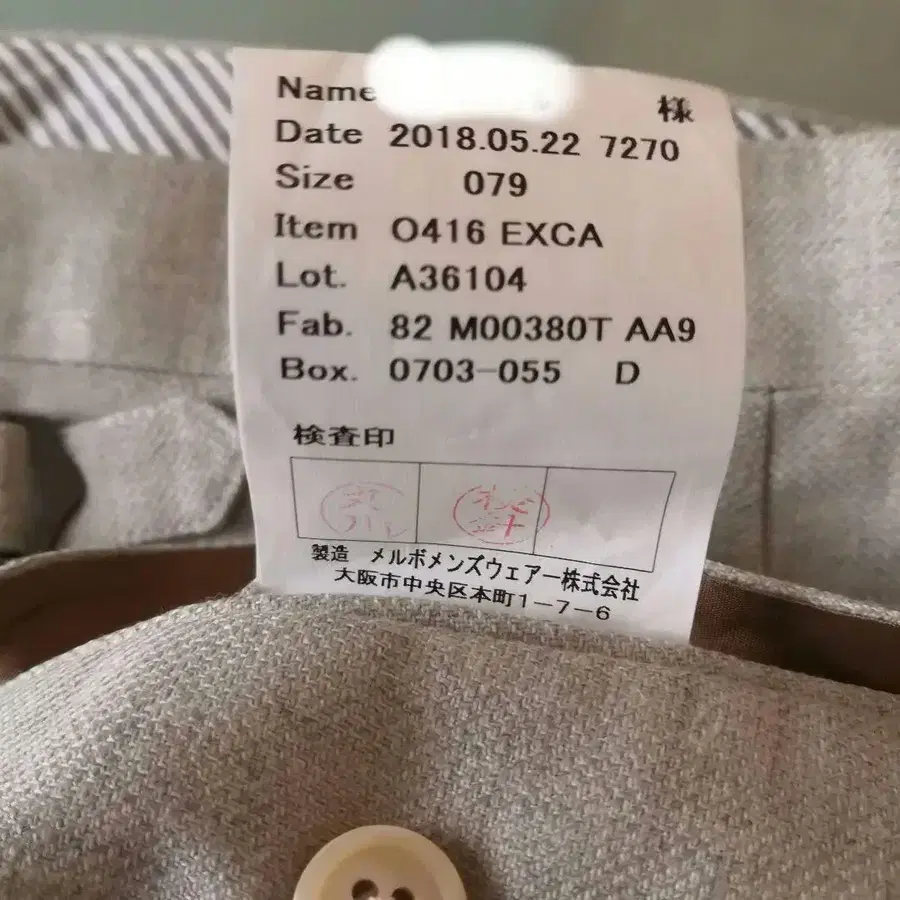 Name 様
Date 2018.05.22 7270
Size 079
Item O416 EXCA
Lot. A36104
Fab. 82 M00380T AA9
Box. 0703-055 D
検査印
製造 メルボメンズウェアー株式会社
大阪市中央区本町1-7-6